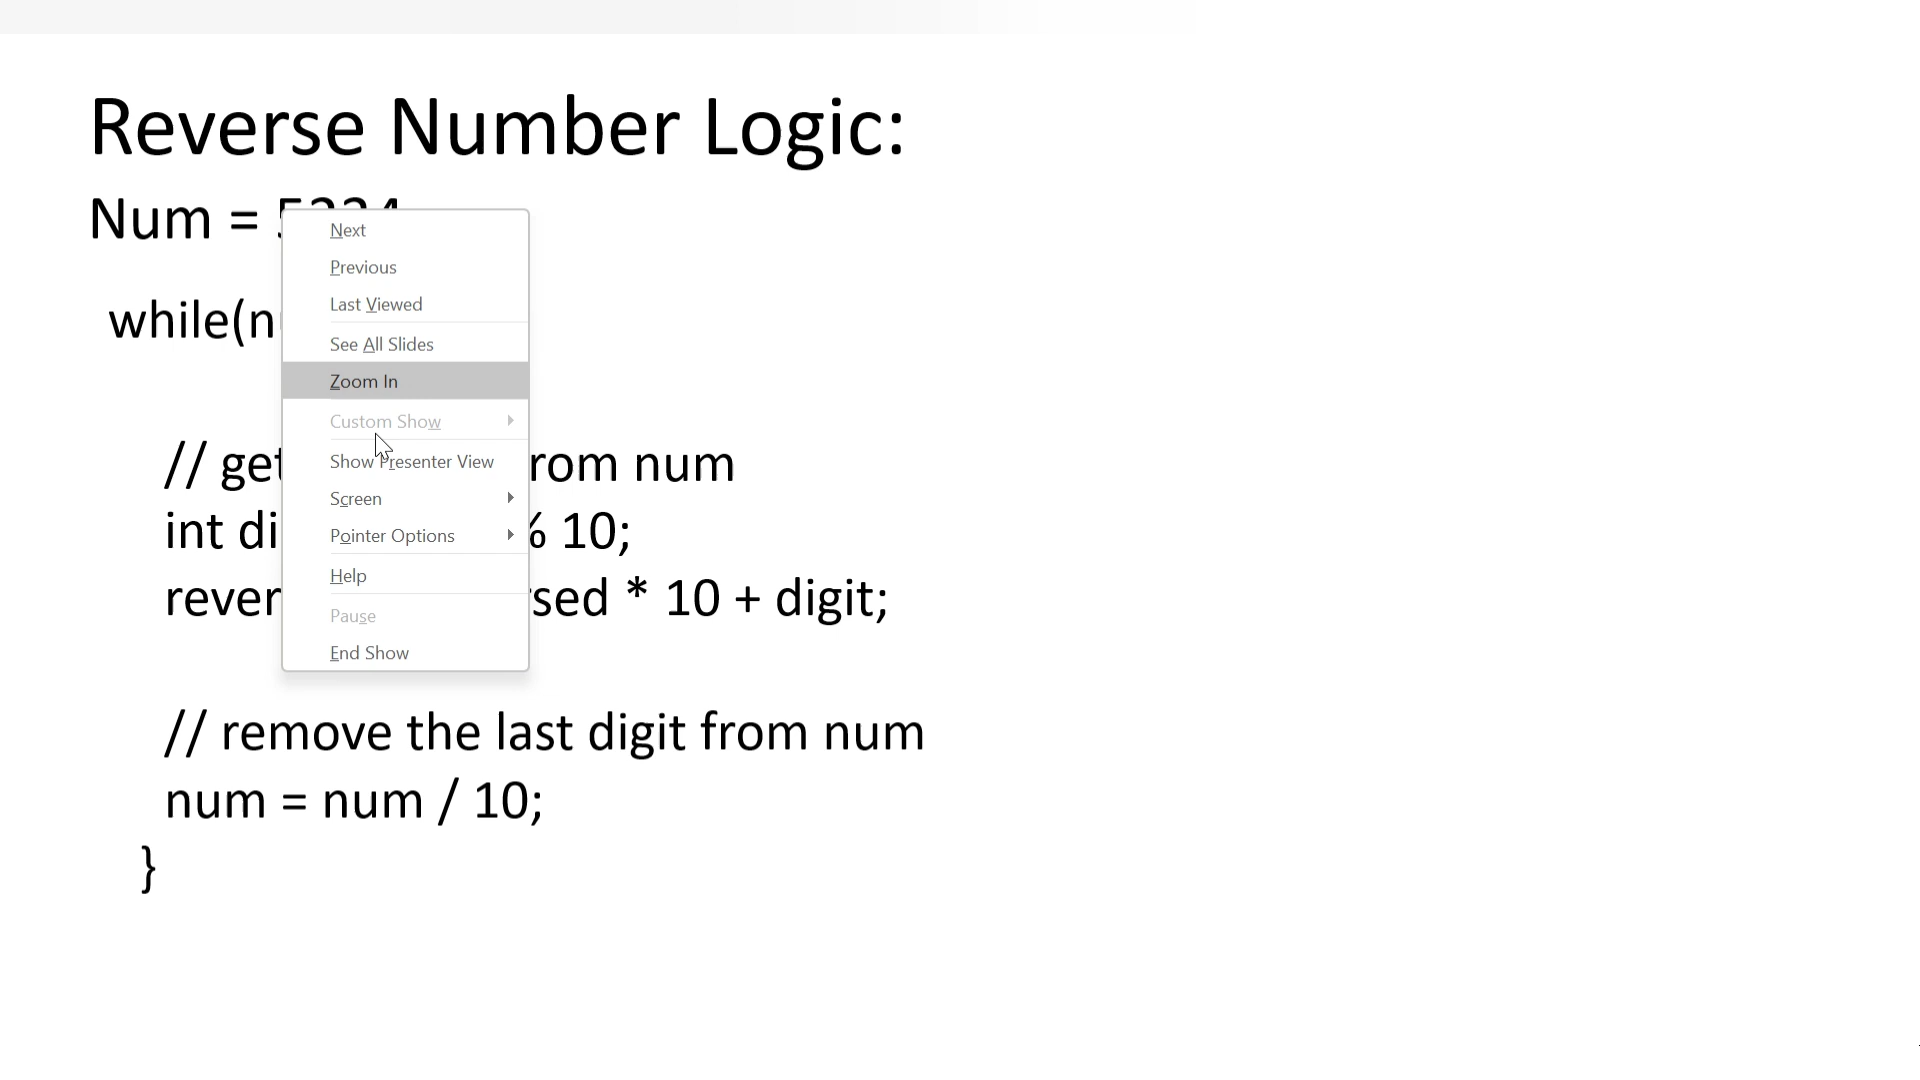 Reverse Number Logic:
Num =
while(n
// get rom num
int di % 10;
rever sed * 10 + digit;
// remove the last digit from num
num = num / 10;
}
Next
Previous
Last Viewed
See All Slides
Zoom In
Custom Show
Show Presenter View
Screen
Pointer Options
Help
Pause
End Show